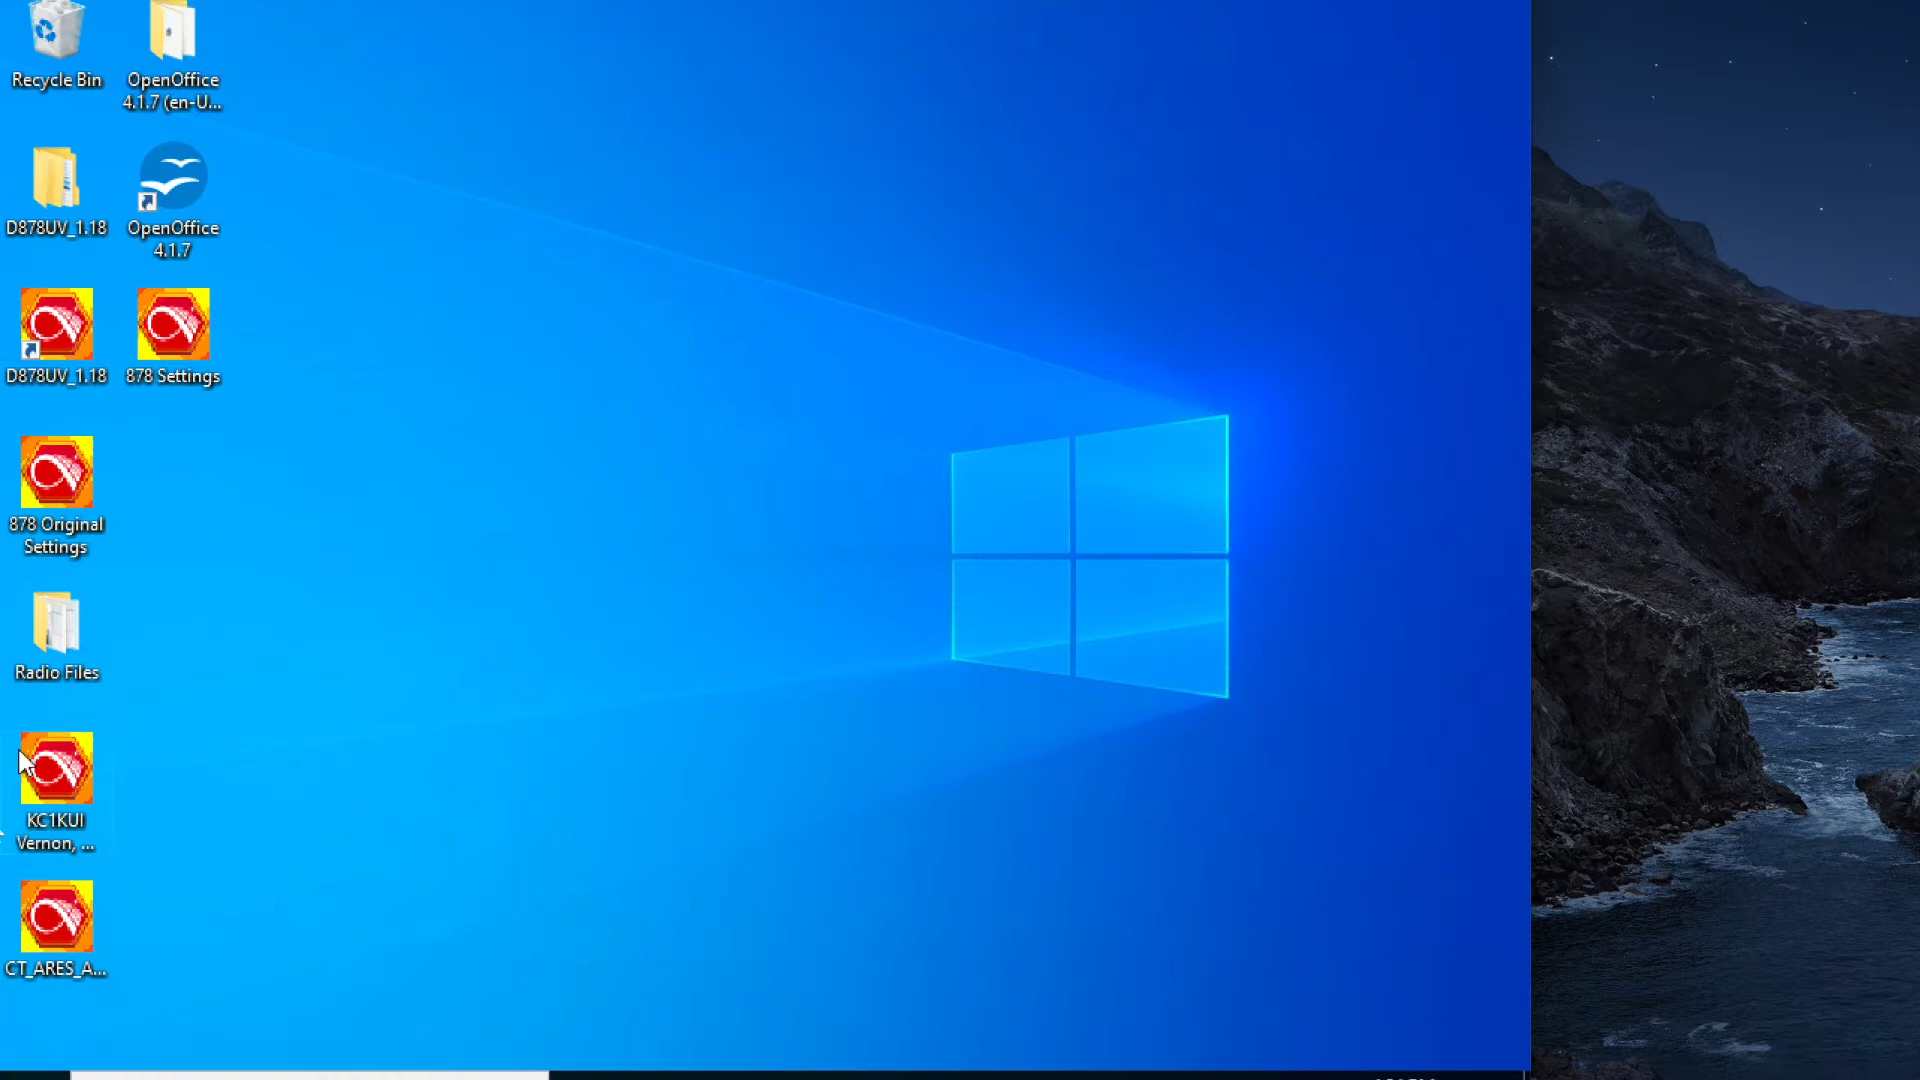 Recycle Bin
OpenOffice
4.1.7 (en-U...
D878UV_1.18
OpenOffice
4.1.7
D878UV_1.18
878 Settings
878 Original
Settings
Radio Files
KC1KUI
Vernon, ...
CT_ARES_A...